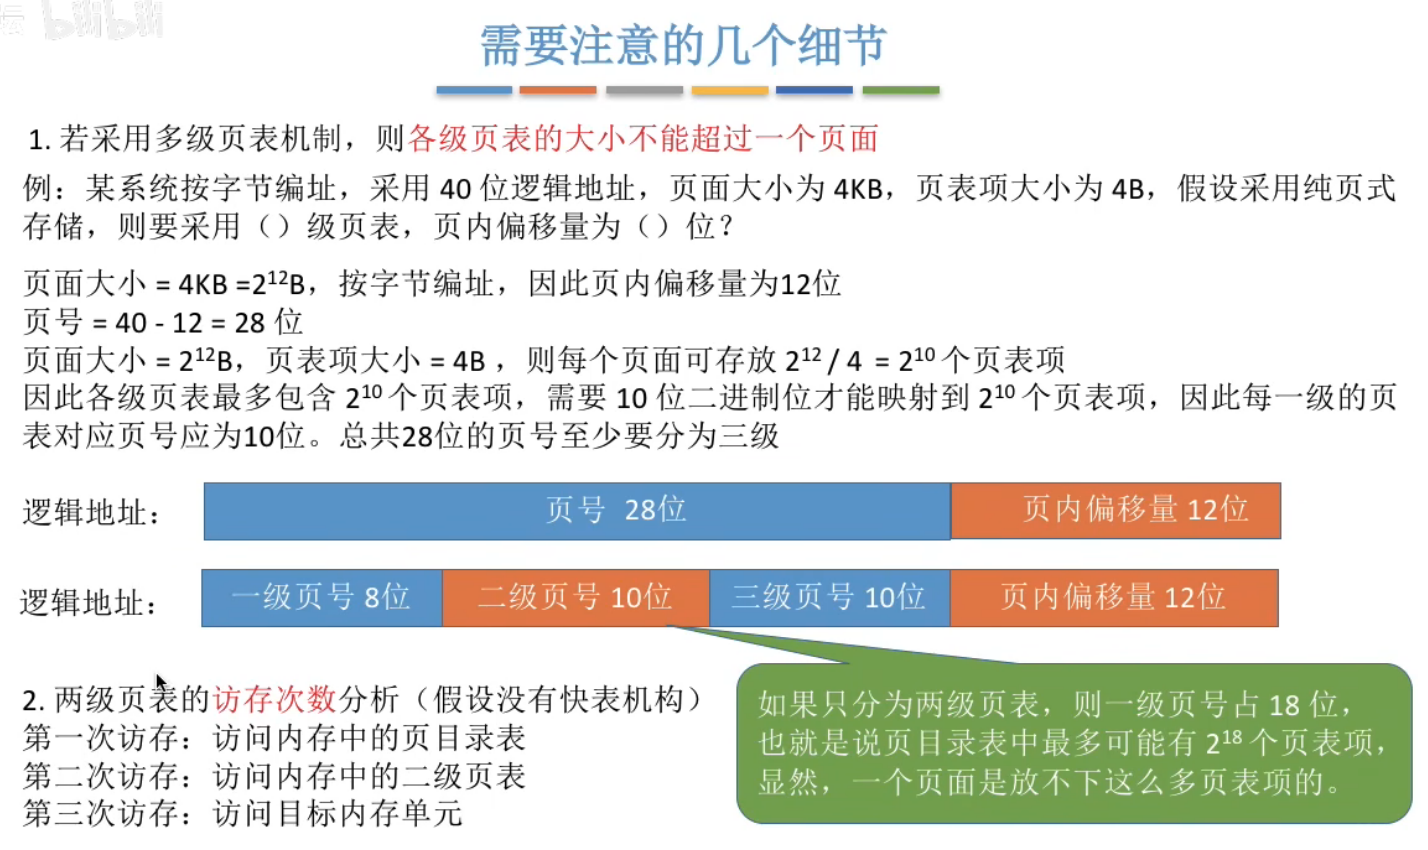 bilibili
需要注意的几个细节
1. 若采用多级页表机制，则各级页表的大小不能超过一个页面
例：某系统按字节编址，采用 40 位逻辑地址，页面大小为 4KB，页表项大小为 4B，假设采用纯页式
存储，则要采用（）级页表，页内偏移量为（）位？
页面大小 = 4KB =2¹²B，按字节编址，因此页内偏移量为12位
页号 = 40 - 12 = 28 位
页面大小 = 2¹²B，页表项大小 = 4B ，则每个页面可存放 2¹² / 4 = 2¹⁰ 个页表项
因此各级页表最多包含 2¹⁰ 个页表项，需要 10 位二进制位才能映射到 2¹⁰ 个页表项，因此每一级的页
表对应页号应为10位。总共28位的页号至少要分为三级
逻辑地址： 页号 28位 页内偏移量 12位
逻辑地址： 一级页号 8位 二级页号 10位 三级页号 10位 页内偏移量 12位
2. 两级页表的访存次数分析（假设没有快表机构）
第一次访存：访问内存中的页目录表
第二次访存：访问内存中的二级页表
第三次访存：访问目标内存单元
如果只分为两级页表，则一级页号占 18 位，
也就是说页目录表中最多可能有 2¹⁸ 个页表项，
显然，一个页面是放不下这么多页表项的。